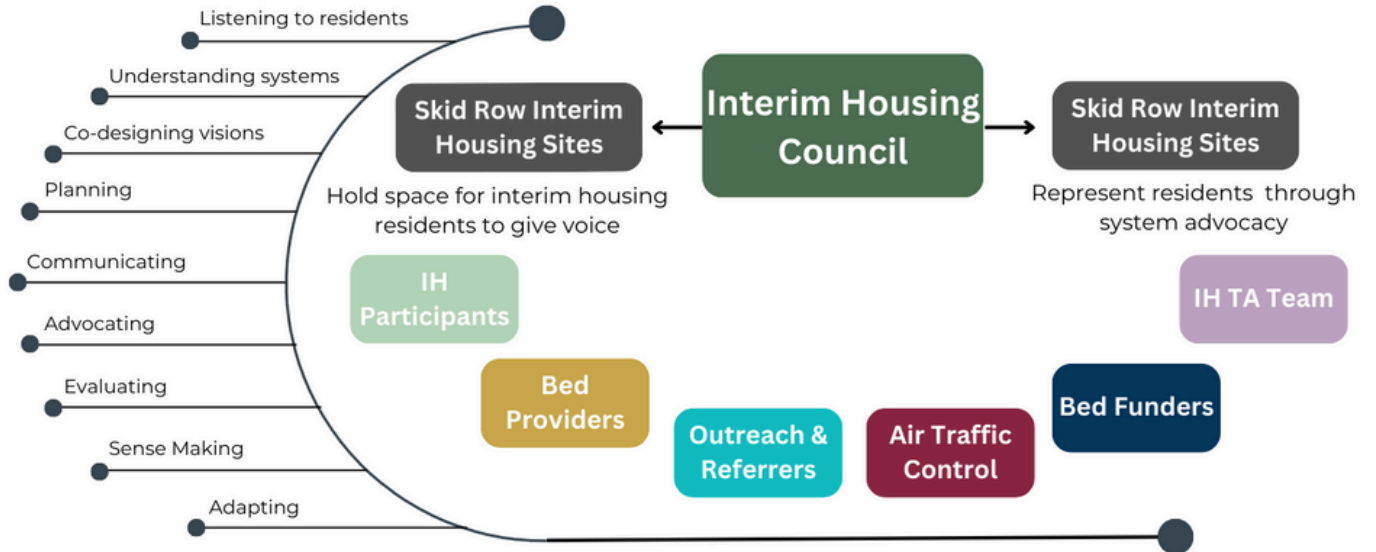 Listening to residents
Understanding systems
Co-designing visions
Planning
Communicating
Advocating
Evaluating
Sense Making
Adapting
Skid Row Interim
Housing Sites
Hold space for interim housing
residents to give voice
Interim Housing
Council
Skid Row Interim
Housing Sites
Represent residents through
system advocacy
IH
Participants
Bed
Providers
Outreach &
Referrers
Air Traffic
Control
Bed Funders
IH TA Team